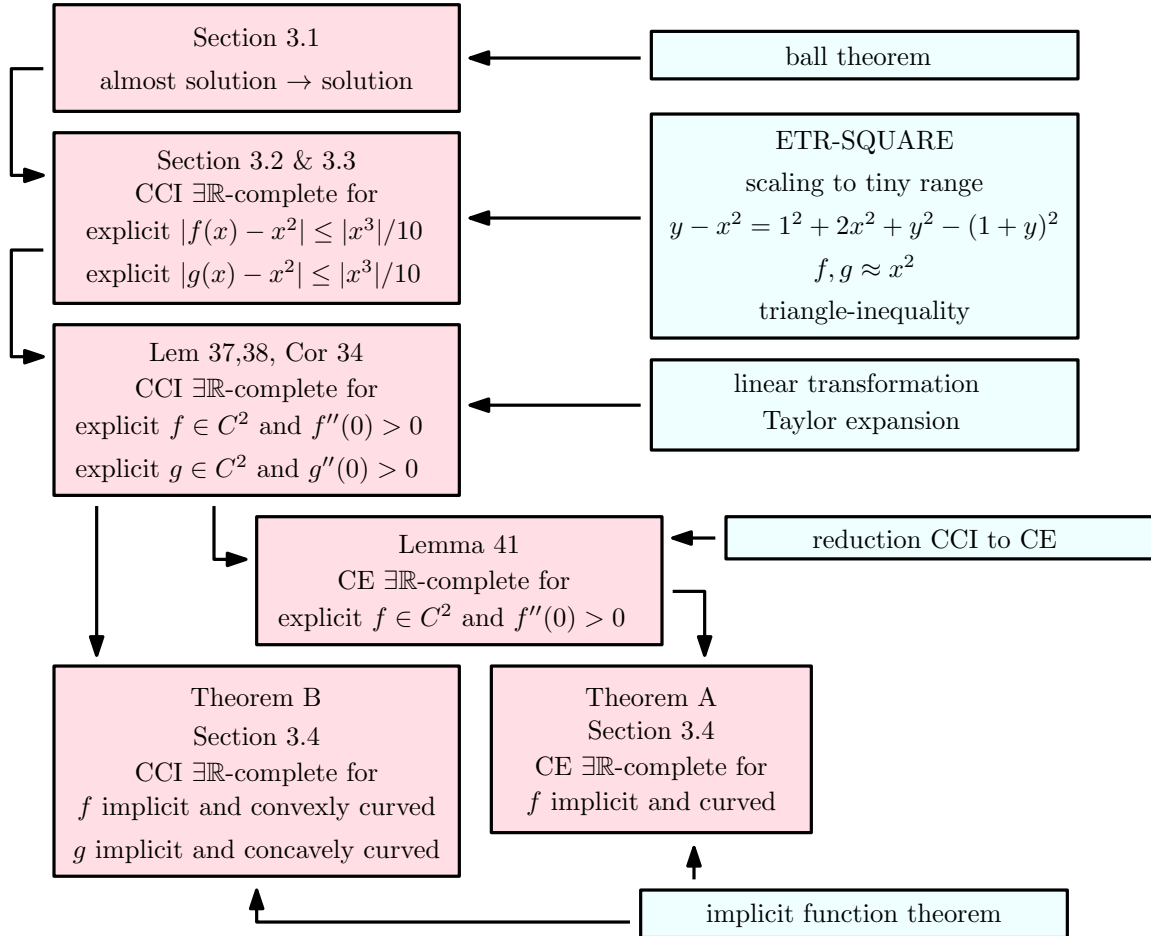 Section 3.1
almost solution → solution
ball theorem
Section 3.2 & 3.3
CCI ∃ℝ-complete for
explicit |f(x) − x²| ≤ |x³|/10
explicit |g(x) − x²| ≤ |x³|/10
ETR-SQUARE
scaling to tiny range
y − x² = 1² + 2x² + y² − (1 + y)²
f, g ≈ x²
triangle-inequality
Lem 37,38, Cor 34
CCI ∃ℝ-complete for
explicit f ∈ C² and f′′(0) > 0
explicit g ∈ C² and g′′(0) > 0
linear transformation
Taylor expansion
Lemma 41
CE ∃ℝ-complete for
explicit f ∈ C² and f′′(0) > 0
reduction CCI to CE
Theorem B
Section 3.4
CCI ∃ℝ-complete for
f implicit and convexly curved
g implicit and concavely curved
Theorem A
Section 3.4
CE ∃ℝ-complete for
f implicit and curved
implicit function theorem